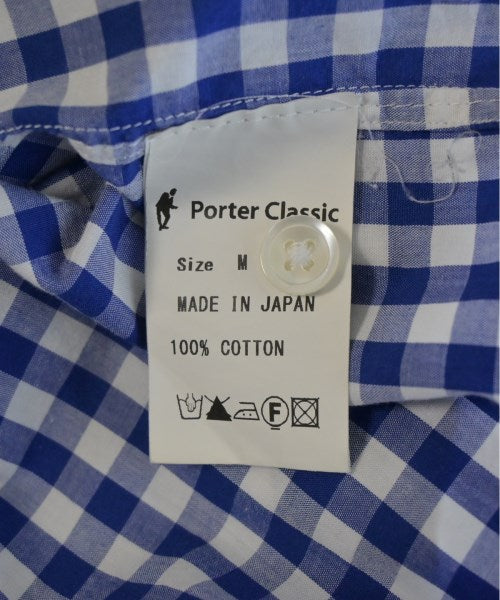 Porter Classic
Size M
MADE IN JAPAN
100% COTTON
F